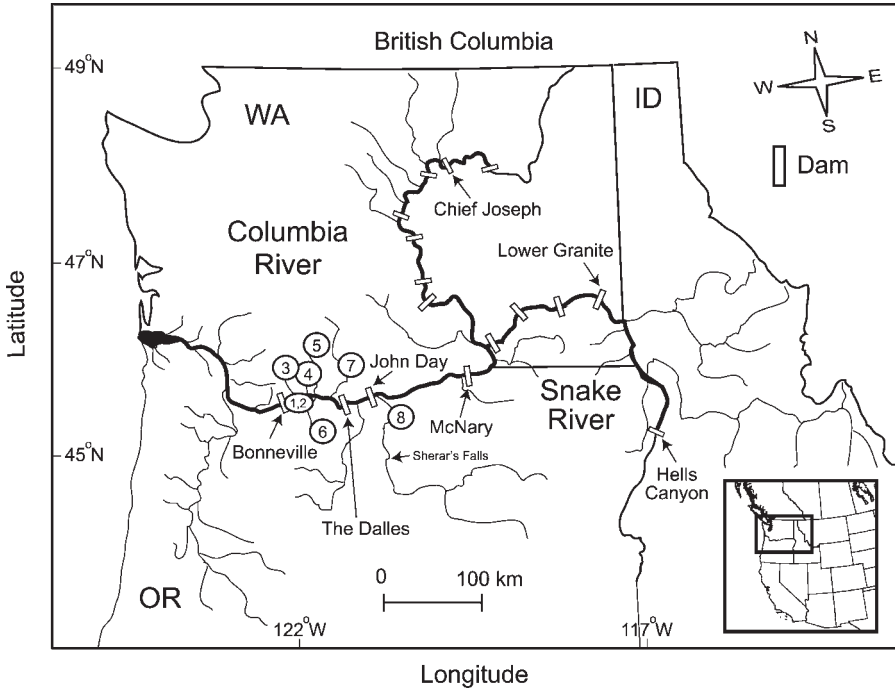 British Columbia
49°N
WA
ID
N
W
E
S
Dam
Chief Joseph
Columbia
River
Lower Granite
47°N
Latitude
5
3
4
7
John Day
1,2
6
8
Snake
River
McNary
Bonneville
Sherar's Falls
45°N
Hells
Canyon
The Dalles
0
100 km
OR
122°W
117°W
Longitude